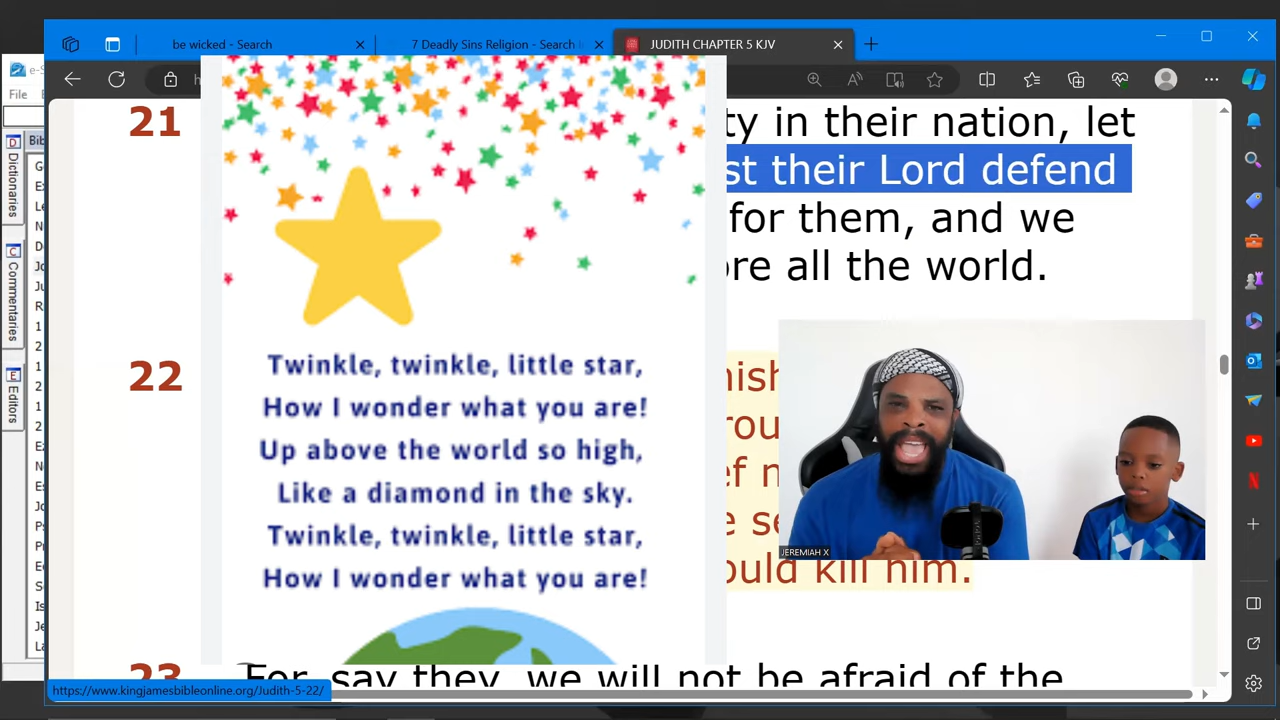 be wicked - Search
7 Deadly Sins Religion - Search
JUDITH CHAPTER 5 KJV
File
Dictionaries
Commentaries
Editors
21
in their nation, let
their Lord defend
for them, and we
all the world.
22
kill him.
23
For, say they, we will not be afraid of the
Twinkle, twinkle, little star,
How I wonder what you are!
Up above the world so high,
Like a diamond in the sky.
Twinkle, twinkle, little star,
How I wonder what you are!
JEREMIAH X
https://www.kingjamesbibleonline.org/Judith-5-22/